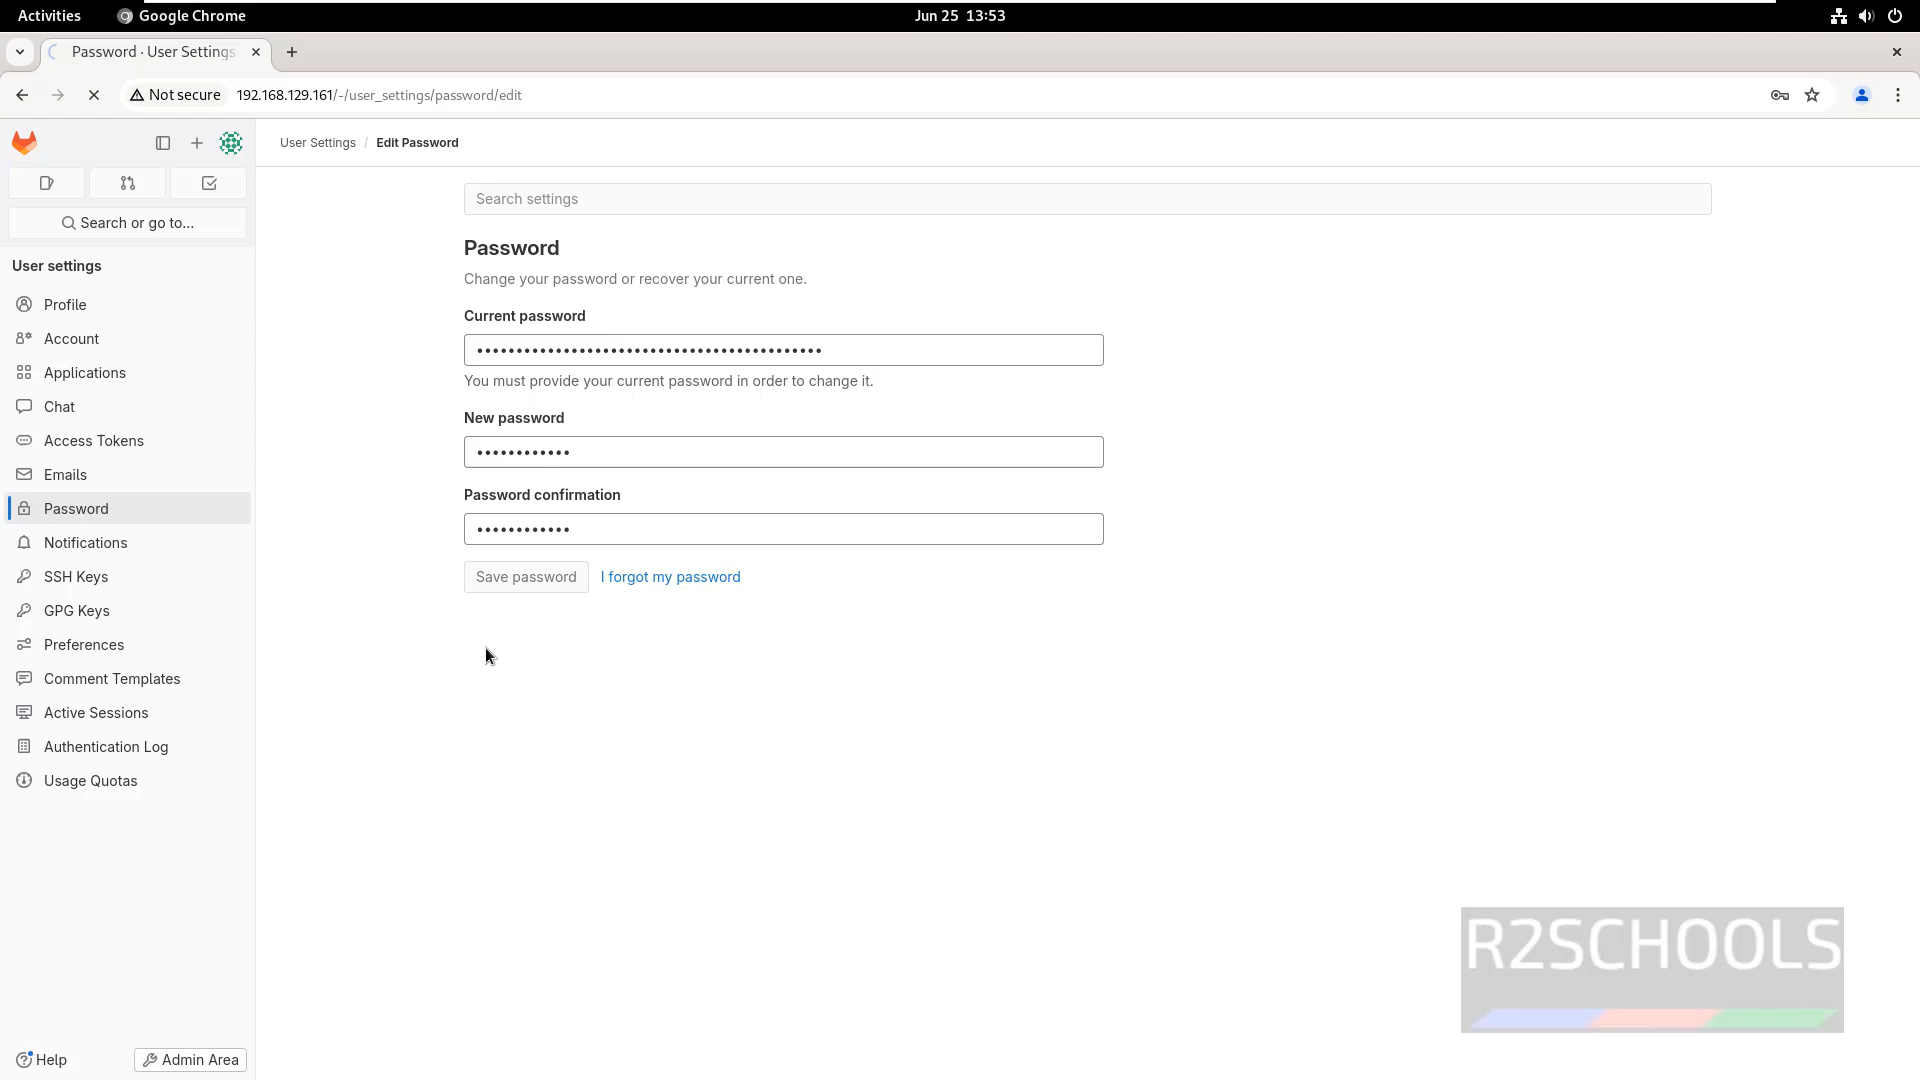 Activities
Google Chrome
Jun 25 13:53
Password · User Settings
Not secure
192.168.129.161/-/user_settings/password/edit
User Settings / Edit Password
Search or go to...
Search settings
User settings
Profile
Account
Applications
Chat
Access Tokens
Emails
Password
Notifications
SSH Keys
GPG Keys
Preferences
Comment Templates
Active Sessions
Authentication Log
Usage Quotas
Help
Admin Area
Password
Change your password or recover your current one.
Current password
••••••••••••••••••••••••••••••••••••••••••••
You must provide your current password in order to change it.
New password
••••••••••••
Password confirmation
••••••••••••
Save password
I forgot my password
R2SCHOOLS